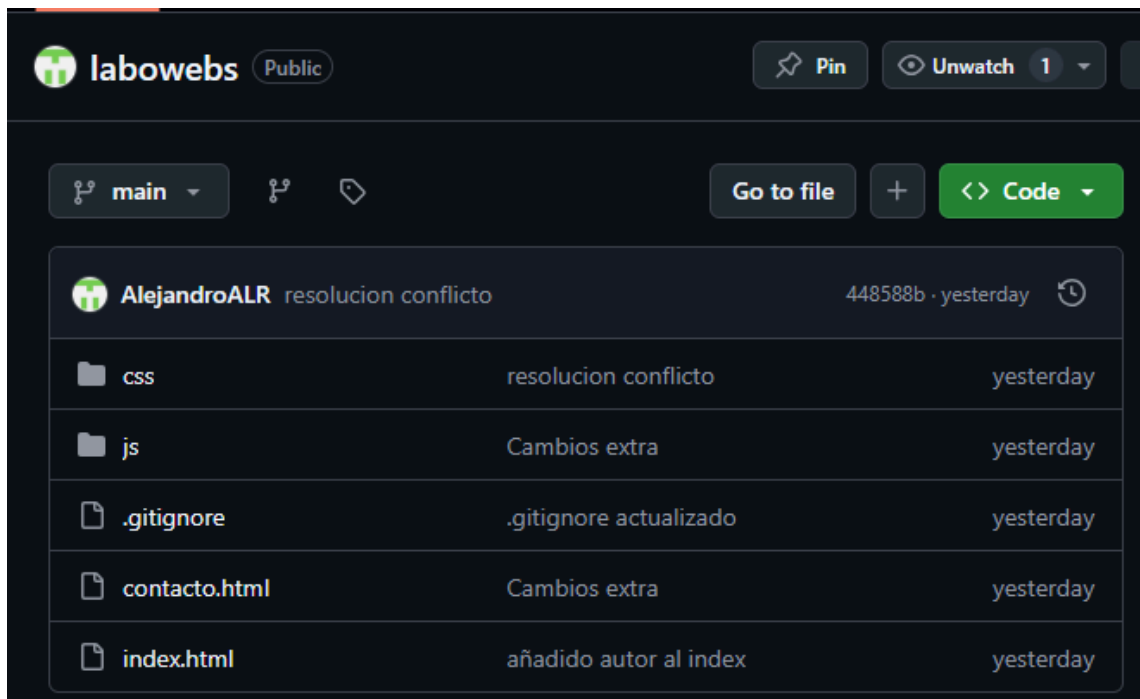 labowebs Public Pin Unwatch 1
main Go to file + Code
AlejandroALR resolucion conflicto 448588b · yesterday
css resolucion conflicto yesterday
js Cambios extra yesterday
.gitignore .gitignore actualizado yesterday
contacto.html Cambios extra yesterday
index.html añadido autor al index yesterday